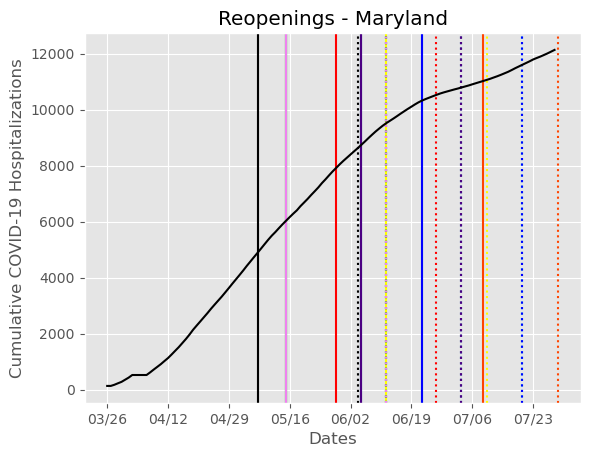 Reopenings - Maryland
Cumulative COVID-19 Hospitalizations
12000
10000
8000
6000
4000
2000
0
03/26 04/12 04/29 05/16 06/02 06/19 07/06 07/23
Dates